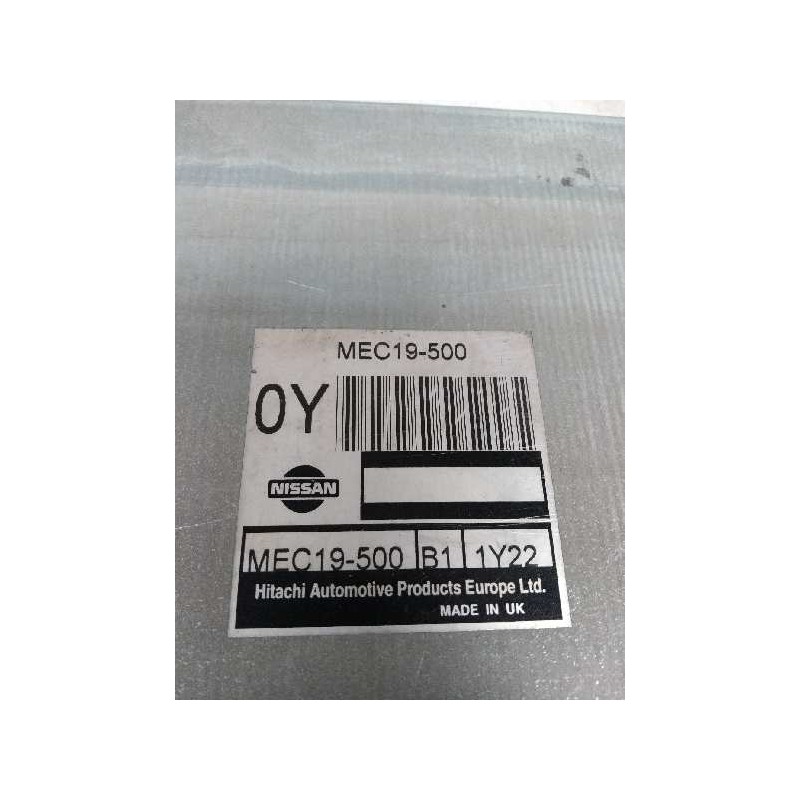 MEC19-500
0Y
NISSAN
MEC19-500 B1 1Y22
Hitachi Automotive Products Europe Ltd.
MADE IN UK